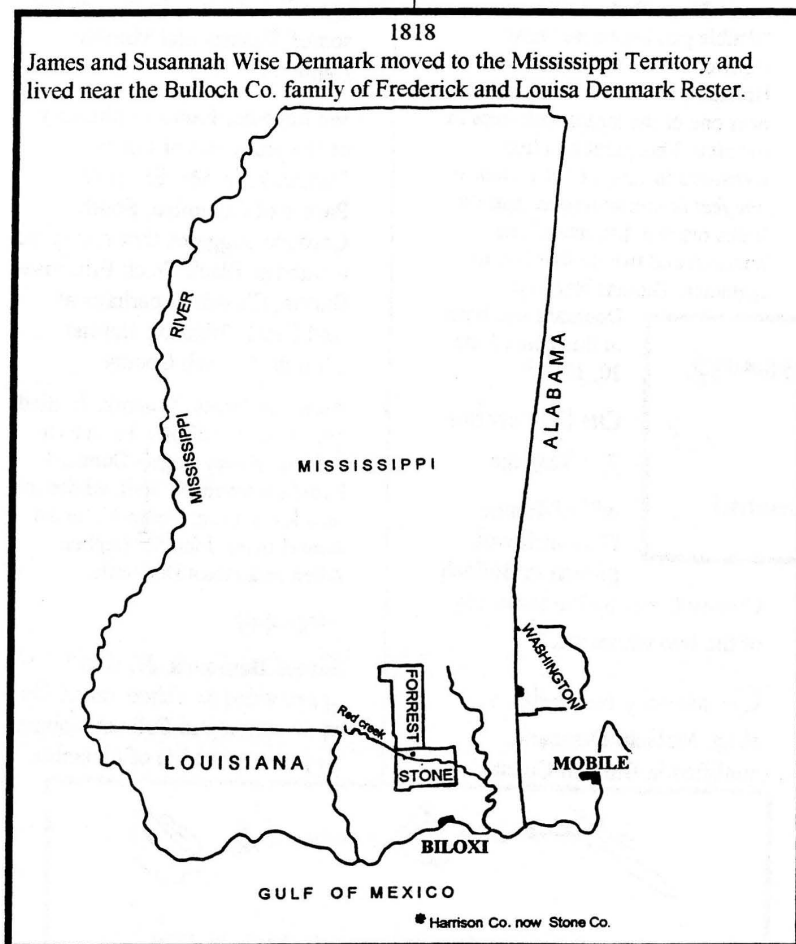 1818
James and Susannah Wise Denmark moved to the Mississippi Territory and
lived near the Bulloch Co. family of Frederick and Louisa Denmark Rester.
MISSISSIPPI RIVER
ALABAMA
MISSISSIPPI
WASHINGTON
FORREST
Red creek
LOUISIANA
STONE
MOBILE
BILOXI
GULF OF MEXICO
Harrison Co. now Stone Co.